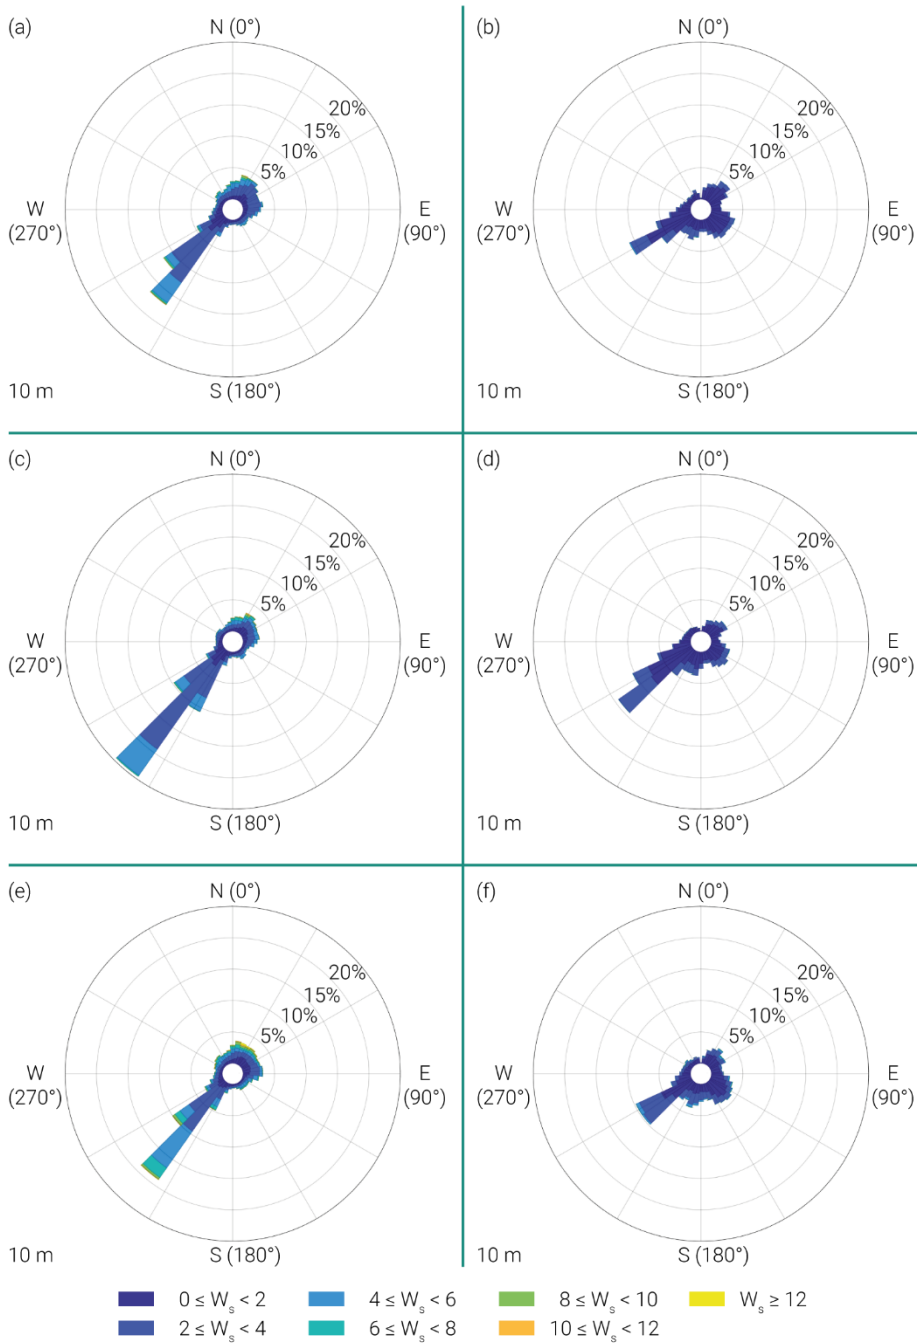 (a)
N (0°)
20%
15%
10%
5%
W
(270°)
E
(90°)
10 m
S (180°)
(b)
N (0°)
20%
15%
10%
5%
W
(270°)
E
(90°)
10 m
S (180°)
(c)
N (0°)
20%
15%
10%
5%
W
(270°)
E
(90°)
10 m
S (180°)
(d)
N (0°)
20%
15%
10%
5%
W
(270°)
E
(90°)
10 m
S (180°)
(e)
N (0°)
20%
15%
10%
5%
W
(270°)
E
(90°)
10 m
S (180°)
(f)
N (0°)
20%
15%
10%
5%
W
(270°)
E
(90°)
10 m
S (180°)
0 ≤ Wₛ < 2 4 ≤ Wₛ < 6 8 ≤ Wₛ < 10 Wₛ ≥ 12
2 ≤ Wₛ < 4 6 ≤ Wₛ < 8 10 ≤ Wₛ < 12